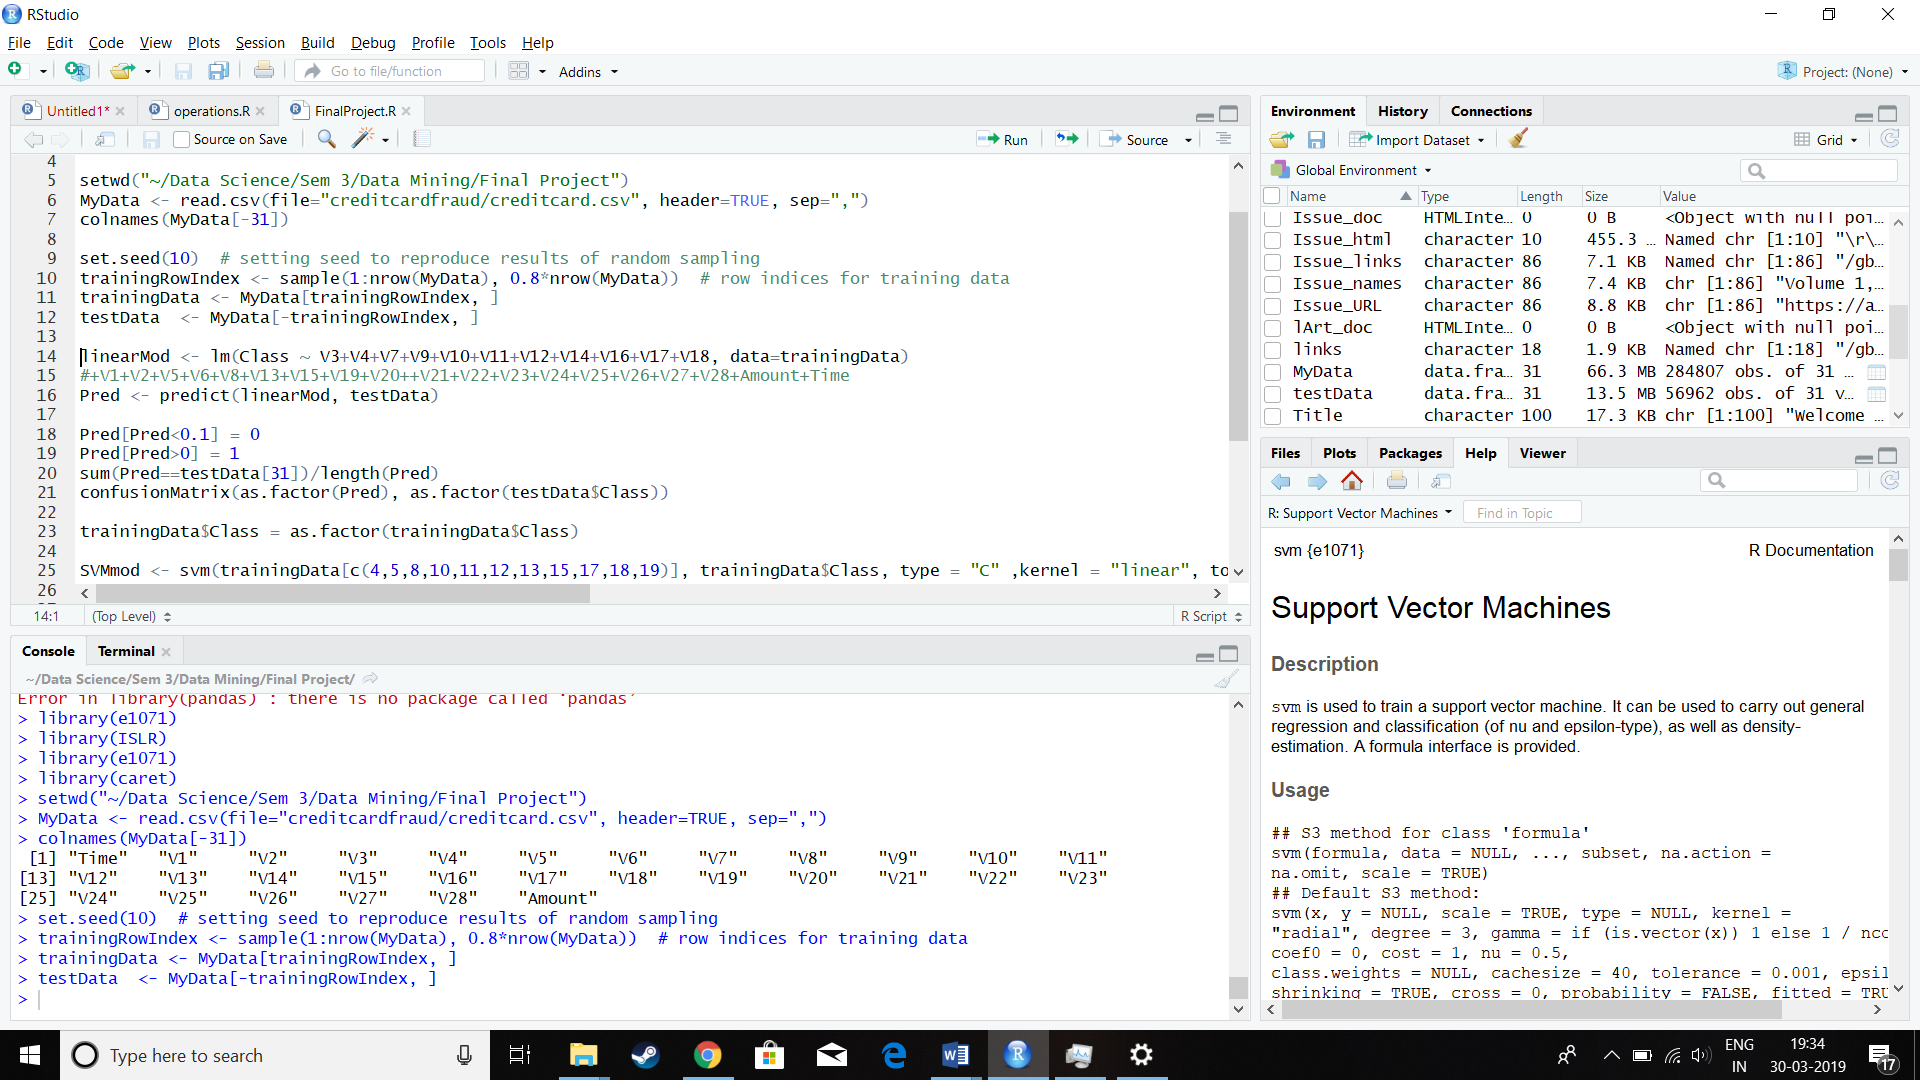 RStudio
File Edit Code View Plots Session Build Debug Profile Tools Help
Go to file/function Addins Project: (None)
Untitled1* operations.R FinalProject.R
Source on Save Run Source
4
5 setwd("~/Data Science/Sem 3/Data Mining/Final Project")
6 MyData <- read.csv(file="creditcardfraud/creditcard.csv", header=TRUE, sep=",")
7 colnames(MyData[-31])
8
9 set.seed(10)  # setting seed to reproduce results of random sampling
10 trainingRowIndex <- sample(1:nrow(MyData), 0.8*nrow(MyData))  # row indices for training data
11 trainingData <- MyData[trainingRowIndex, ]
12 testData  <- MyData[-trainingRowIndex, ]
13
14 linearMod <- lm(Class ~ V3+V4+V7+V9+V10+V11+V12+V14+V16+V17+V18, data=trainingData)
15 #+V1+V2+V5+V6+V8+V13+V15+V19+V20++V21+V22+V23+V24+V25+V26+V27+V28+Amount+Time
16 Pred <- predict(linearMod, testData)
17
18 Pred[Pred<0.1] = 0
19 Pred[Pred>0] = 1
20 sum(Pred==testData[31])/length(Pred)
21 confusionMatrix(as.factor(Pred), as.factor(testData$Class))
22
23 trainingData$Class = as.factor(trainingData$Class)
24
25 SVMmod <- svm(trainingData[c(4,5,8,10,11,12,13,15,17,18,19)], trainingData$Class, type = "C" ,kernel = "linear", to
26
14:1 (Top Level) R Script
Console Terminal
~/Data Science/Sem 3/Data Mining/Final Project/
Error in library(pandas) : there is no package called ‘pandas’
> library(e1071)
> library(ISLR)
> library(e1071)
> library(caret)
> setwd("~/Data Science/Sem 3/Data Mining/Final Project")
> MyData <- read.csv(file="creditcardfraud/creditcard.csv", header=TRUE, sep=",")
> colnames(MyData[-31])
[1] "Time" "V1" "V2" "V3" "V4" "V5" "V6" "V7" "V8" "V9" "V10" "V11"
[13] "V12" "V13" "V14" "V15" "V16" "V17" "V18" "V19" "V20" "V21" "V22" "V23"
[25] "V24" "V25" "V26" "V27" "V28" "Amount"
> set.seed(10)  # setting seed to reproduce results of random sampling
> trainingRowIndex <- sample(1:nrow(MyData), 0.8*nrow(MyData))  # row indices for training data
> trainingData <- MyData[trainingRowIndex, ]
> testData  <- MyData[-trainingRowIndex, ]
>
Environment History Connections
Import Dataset Grid
Global Environment
Name Type Length Size Value
Issue_doc HTMLInte… 0 0 B <Object with null poi…
Issue_html character 10 455.3 … Named chr [1:10] "\r\…
Issue_links character 86 7.1 KB Named chr [1:86] "/gb…
Issue_names character 86 7.4 KB chr [1:86] "Volume 1,…
Issue_URL character 86 8.8 KB chr [1:86] "https://a…
lArt_doc HTMLInte… 0 0 B <Object with null poi…
links character 18 1.9 KB Named chr [1:18] "/gb…
MyData data.fra… 31 66.3 MB 284807 obs. of 31 …
testData data.fra… 31 13.5 MB 56962 obs. of 31 v…
Title character 100 17.3 KB chr [1:100] "Welcome …
Files Plots Packages Help Viewer
R: Support Vector Machines Find in Topic
svm {e1071} R Documentation
Support Vector Machines
Description
svm is used to train a support vector machine. It can be used to carry out general
regression and classification (of nu and epsilon-type), as well as density-
estimation. A formula interface is provided.
Usage
## S3 method for class 'formula'
svm(formula, data = NULL, ..., subset, na.action =
na.omit, scale = TRUE)
## Default S3 method:
svm(x, y = NULL, scale = TRUE, type = NULL, kernel =
"radial", degree = 3, gamma = if (is.vector(x)) 1 else 1 / nco
coef0 = 0, cost = 1, nu = 0.5,
class.weights = NULL, cachesize = 40, tolerance = 0.001, epsil
shrinking = TRUE, cross = 0, probability = FALSE, fitted = TRU
Type here to search
ENG 19:34
IN 30-03-2019 17